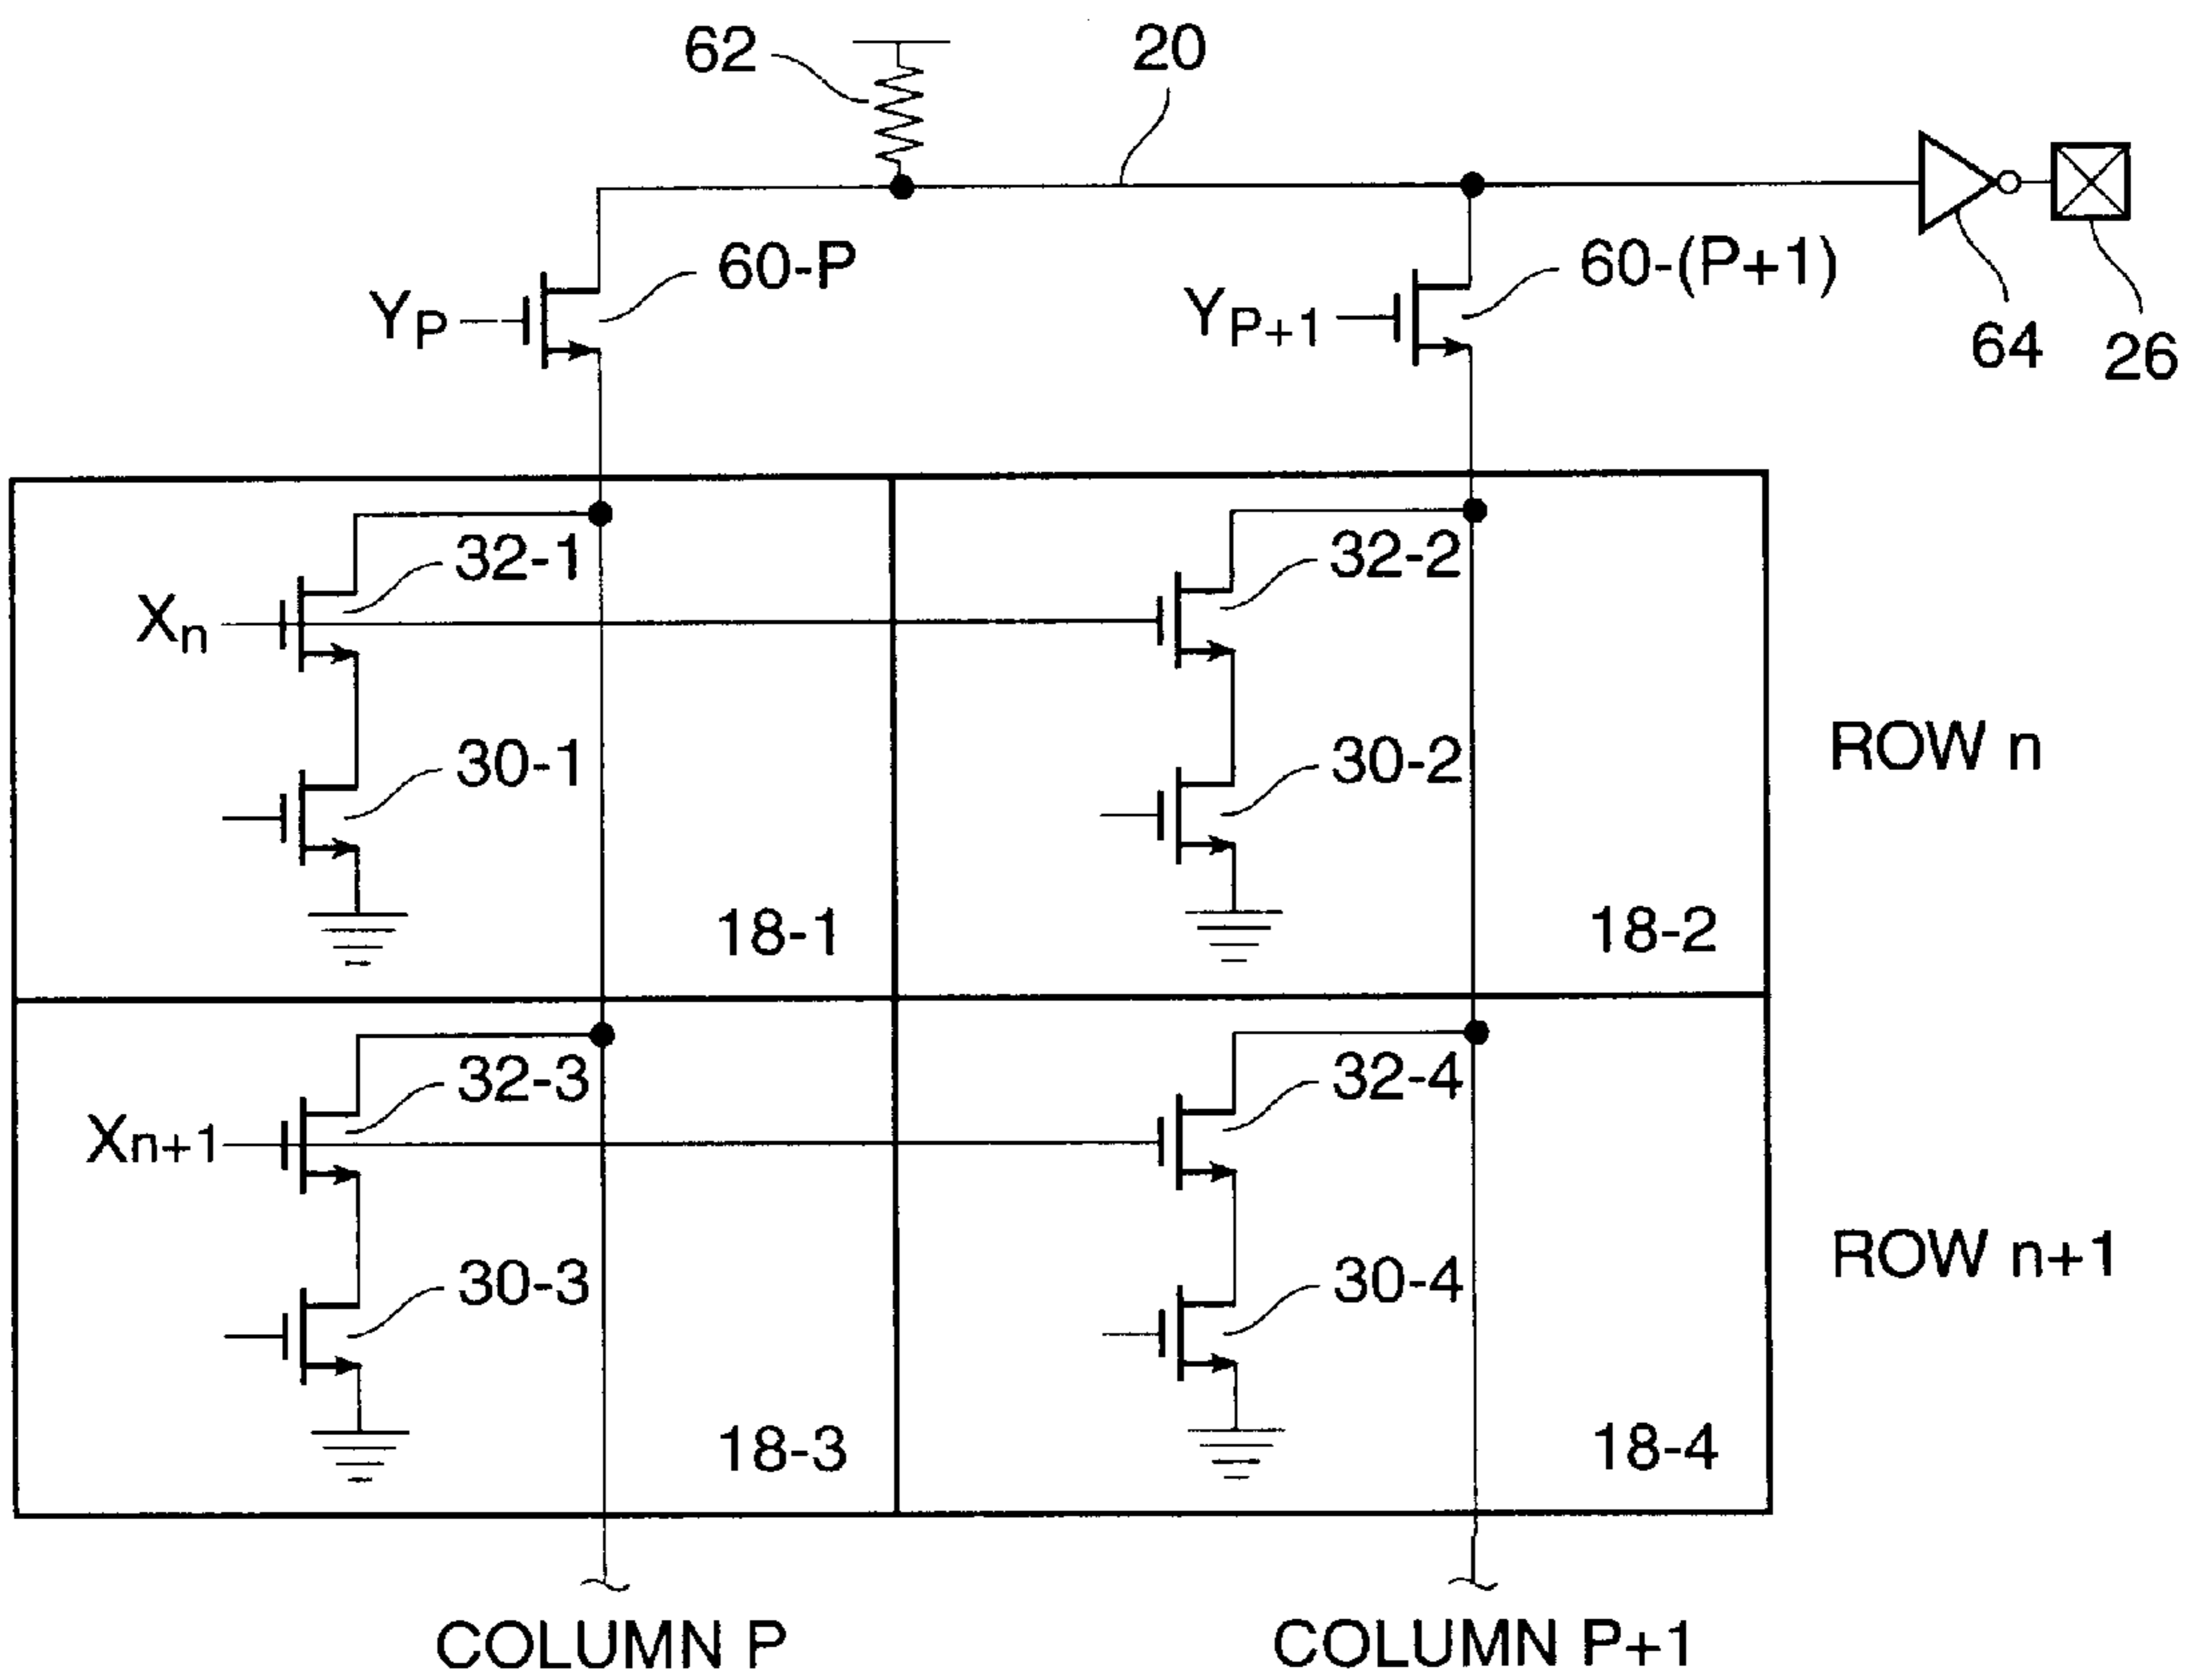 62
20
60-P
60-(P+1)
YP
YP+1
64
26
32-1
32-2
Xn
30-1
30-2
ROW n
18-1
18-2
32-3
32-4
Xn+1
30-3
30-4
ROW n+1
18-3
18-4
COLUMN P
COLUMN P+1